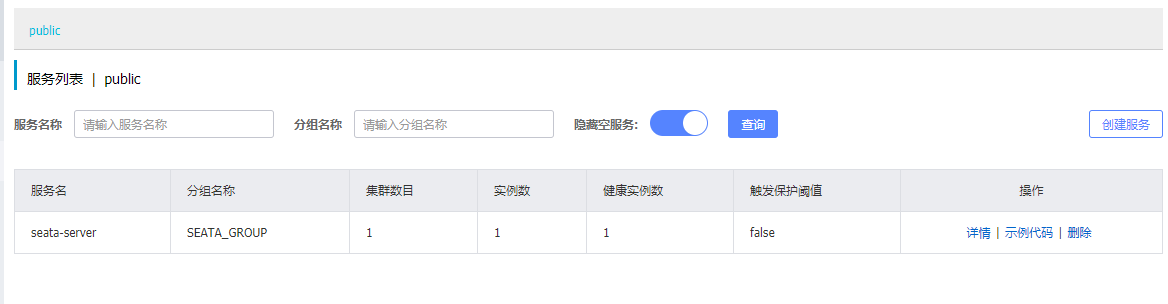 public
服务列表 | public
服务名称 请输入服务名称 分组名称 请输入分组名称 隐藏空服务: 查询 创建服务
服务名 分组名称 集群数目 实例数 健康实例数 触发保护阈值 操作
seata-server SEATA_GROUP 1 1 1 false 详情 | 示例代码 | 删除